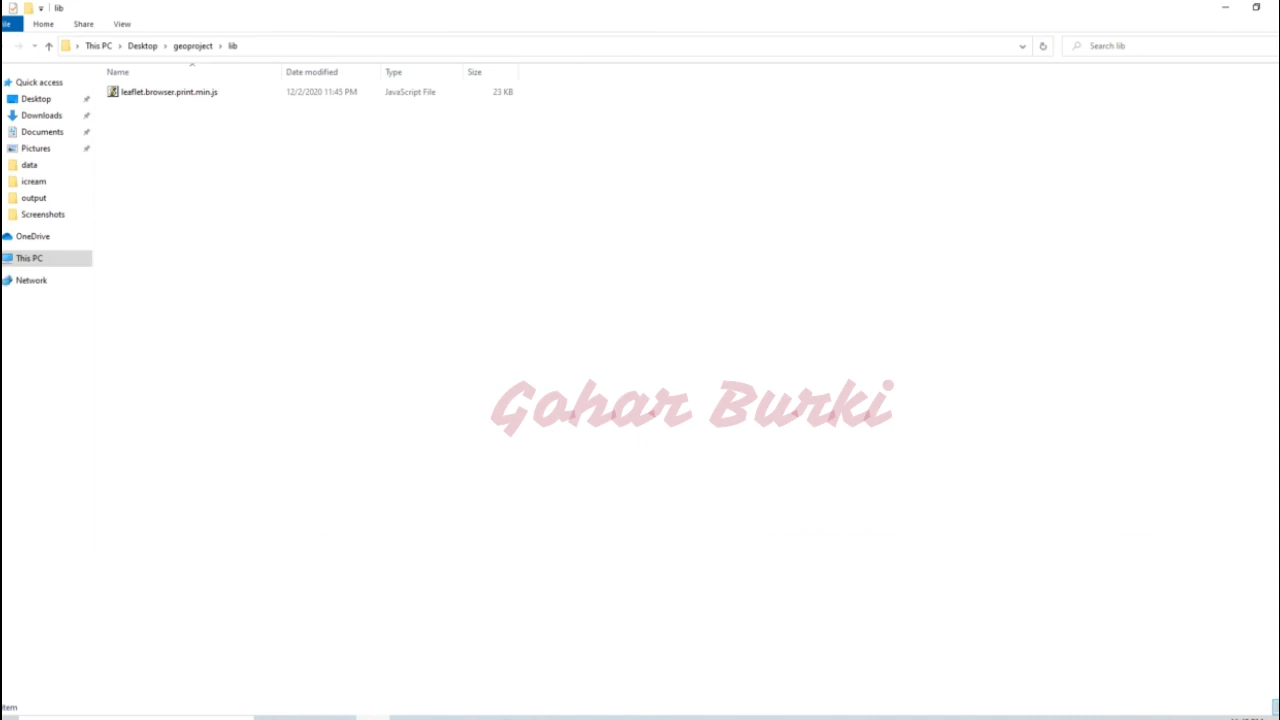 lib
Home Share View
This PC > Desktop > geoproject > lib
Search lib
Name Date modified Type Size
leaflet.browser.print.min.js 12/2/2020 11:45 PM JavaScript File 23 KB
Quick access
Desktop
Downloads
Documents
Pictures
data
icream
output
Screenshots
OneDrive
This PC
Network
Gohar Burki